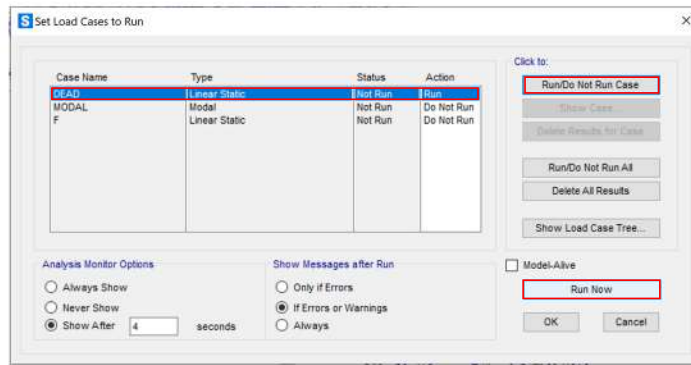 S Set Load Cases to Run
Click to:
Case Name Type Status Action
DEAD Linear Static Not Run Run
MODAL Modal Not Run Do Not Run
F Linear Static Not Run Do Not Run
Run/Do Not Run Case
Show Case
Delete Results for Case
Run/Do Not Run All
Delete All Results
Show Load Case Tree...
Analysis Monitor Options
Always Show
Never Show
Show After 4 seconds
Show Messages after Run
Only if Errors
If Errors or Warnings
Always
Model-Alive
Run Now
OK Cancel